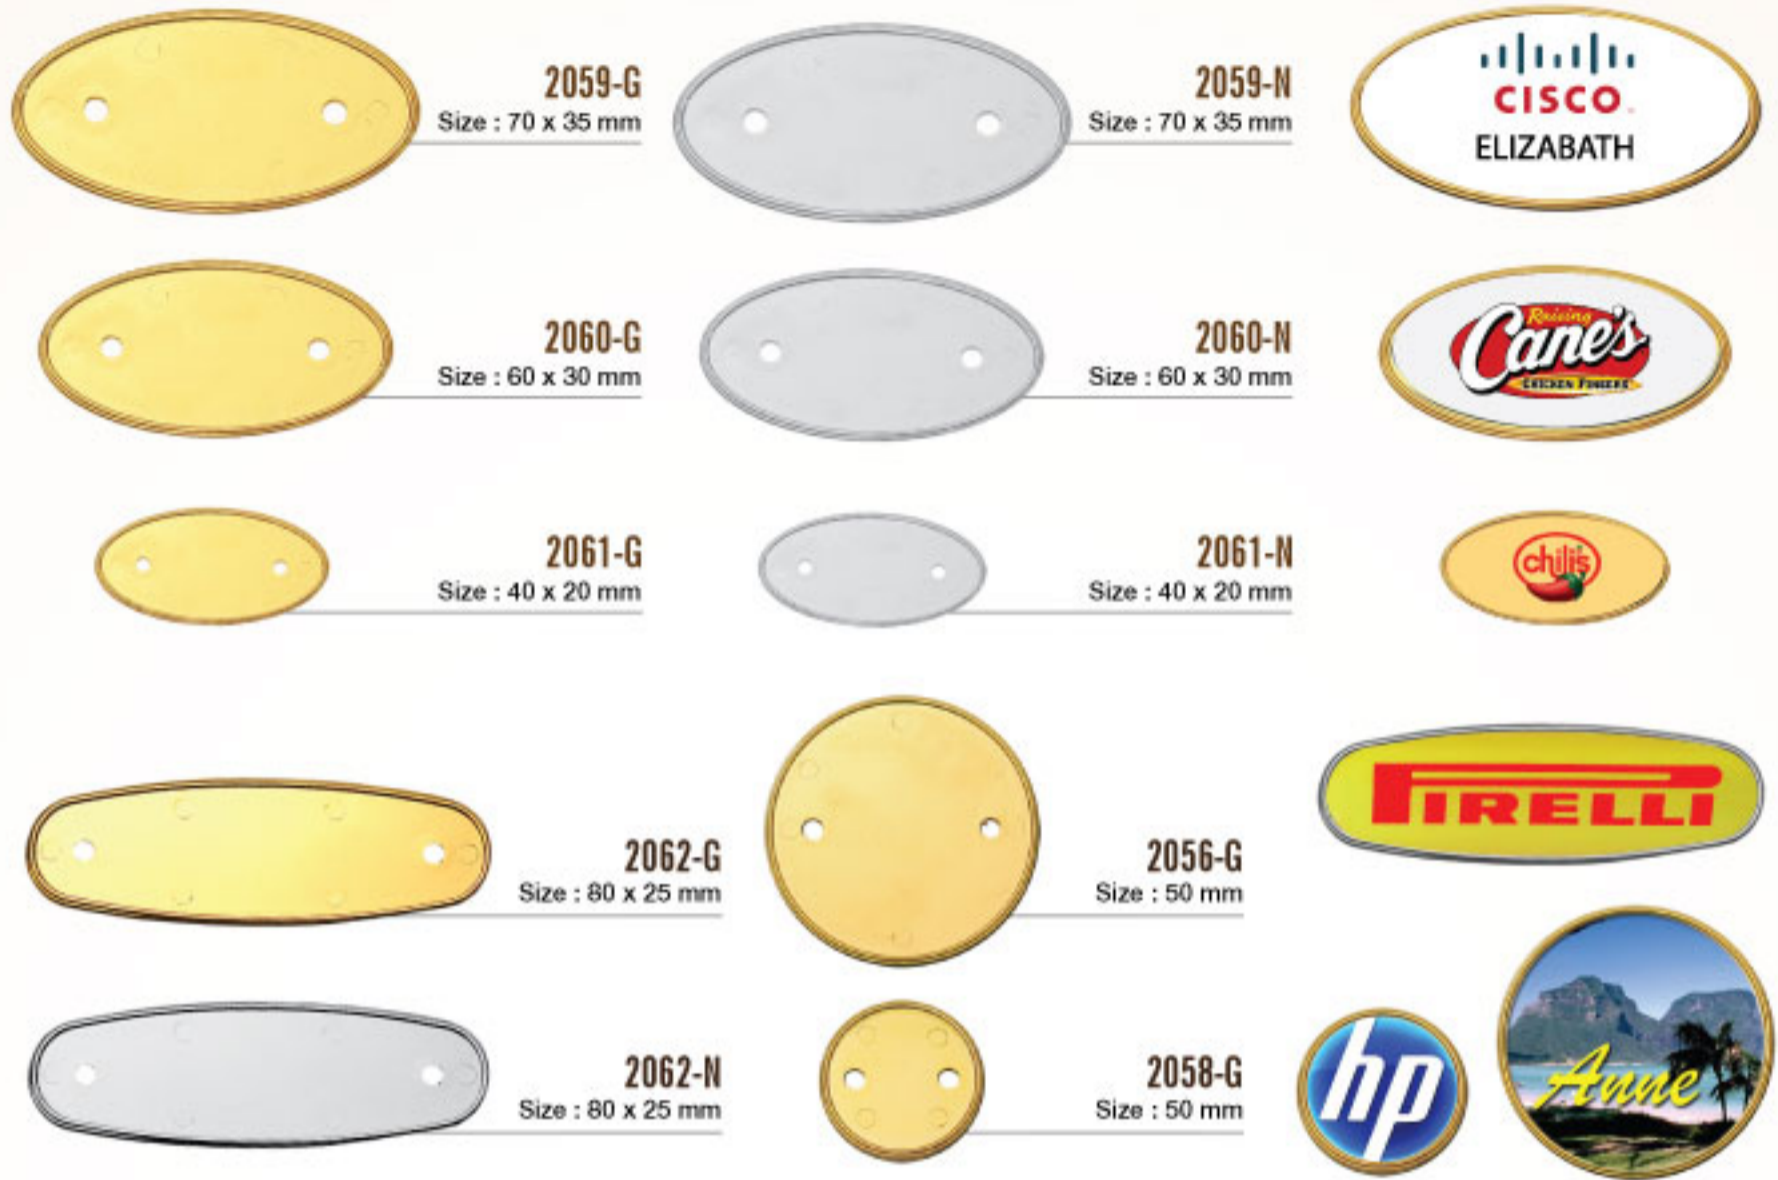 2059-G
Size : 70 x 35 mm
2059-N
Size : 70 x 35 mm
CISCO
ELIZABATH
2060-G
Size : 60 x 30 mm
2060-N
Size : 60 x 30 mm
Raising
Cane's
CHICKEN FINGERS
2061-G
Size : 40 x 20 mm
2061-N
Size : 40 x 20 mm
chili's
PIRELLI
2062-G
Size : 80 x 25 mm
2056-G
Size : 50 mm
2062-N
Size : 80 x 25 mm
2058-G
Size : 50 mm
hp
Anne